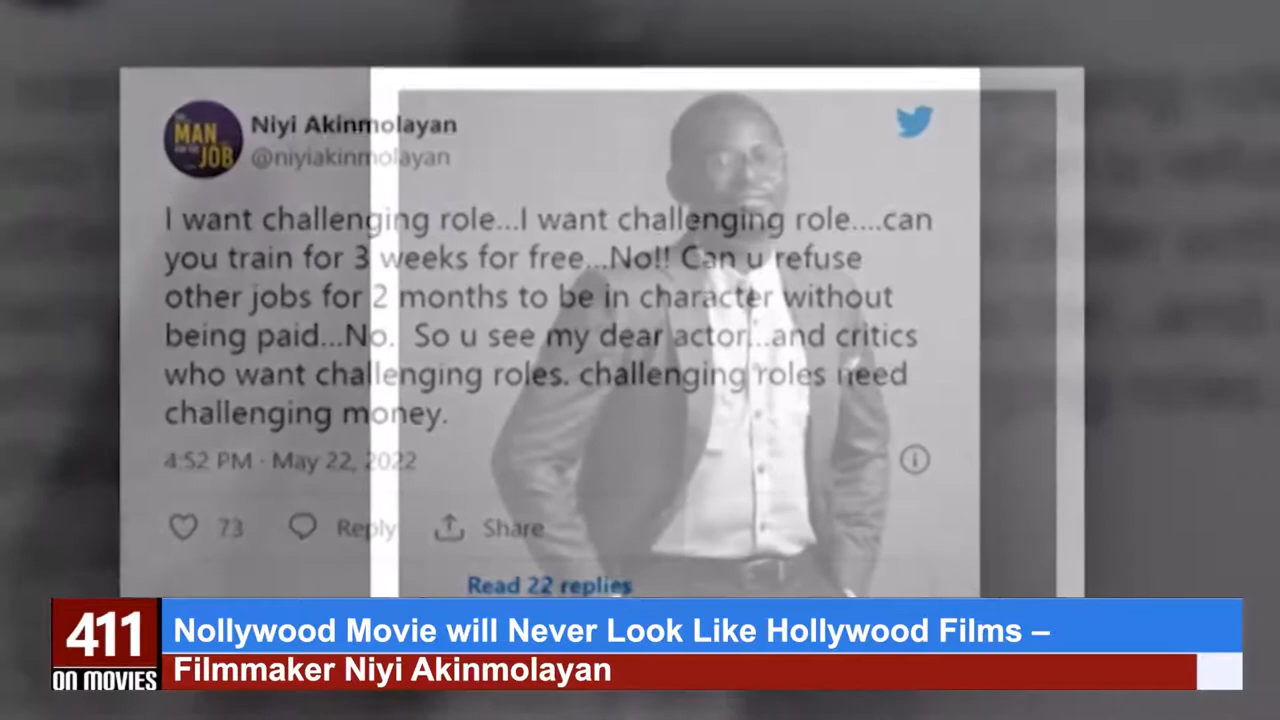 MAN
JOB
Niyi Akinmolayan
@niyiakinmolayan
I want challenging role...I want challenging role....can
you train for 3 weeks for free...No!! Can u refuse
other jobs for 2 months to be in character without
being paid...No. So u see my dear actor...and critics
who want challenging roles. challenging roles need
challenging money.
4:52 PM · May 22, 2022
73 Reply Share
Read 22 replies
411
ON MOVIES
Nollywood Movie will Never Look Like Hollywood Films –
Filmmaker Niyi Akinmolayan